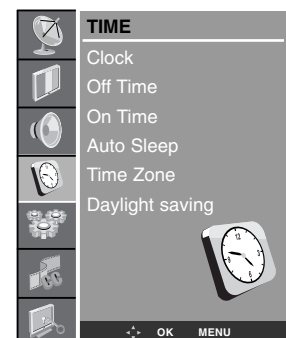 TIME
Clock
Off Time
On Time
Auto Sleep
Time Zone
Daylight saving
OK MENU